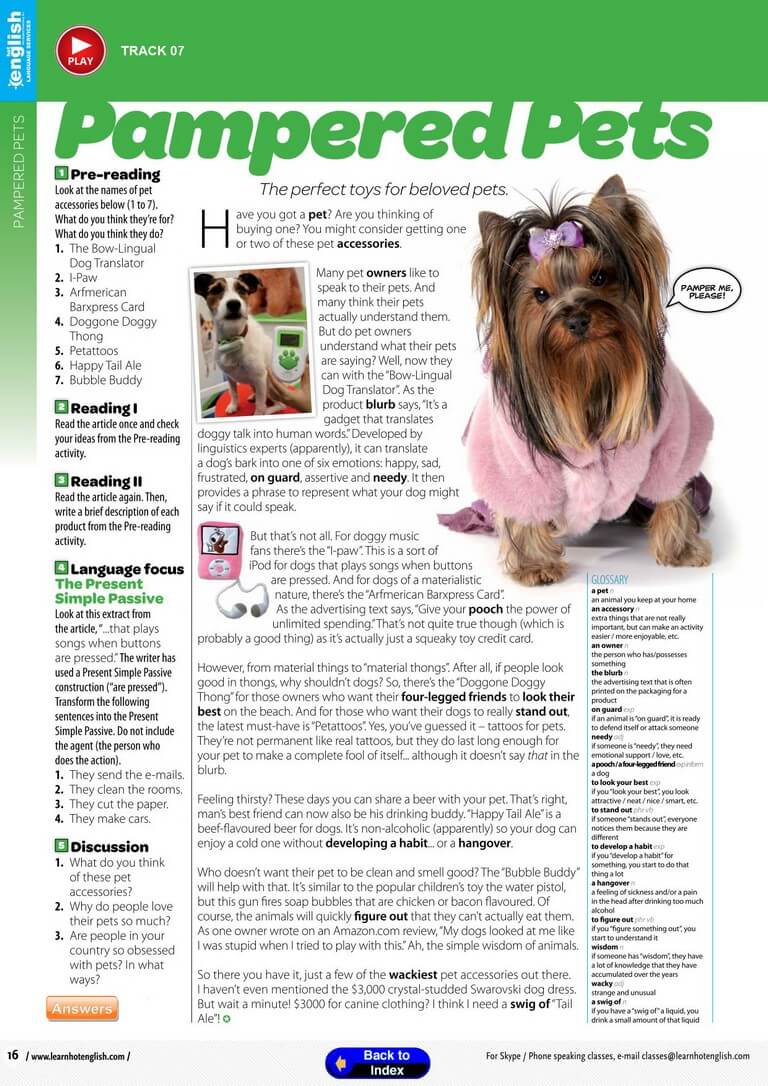 Hot english
LANGUAGE SERVICES
PLAY
TRACK 07
PAMPERED PETS
Pampered Pets
The perfect toys for beloved pets.
1 Pre-reading
Look at the names of pet
accessories below (1 to 7).
What do you think they're for?
What do you think they do?
1. The Bow-Lingual
Dog Translator
2. I-Paw
3. Arfmerican
Barxpress Card
4. Doggone Doggy
Thong
5. Petattoos
6. Happy Tail Ale
7. Bubble Buddy
2 Reading I
Read the article once and check
your ideas from the Pre-reading
activity.
3 Reading II
Read the article again. Then,
write a brief description of each
product from the Pre-reading
activity.
4 Language focus
The Present
Simple Passive
Look at this extract from
the article, “...that plays
songs when buttons
are pressed.” The writer has
used a Present Simple Passive
construction (“are pressed”).
Transform the following
sentences into the Present
Simple Passive. Do not include
the agent (the person who
does the action).
1. They send the e-mails.
2. They clean the rooms.
3. They cut the paper.
4. They make cars.
5 Discussion
1. What do you think
of these pet
accessories?
2. Why do people love
their pets so much?
3. Are people in your
country so obsessed
with pets? In what
ways?
Answers
Have you got a pet? Are you thinking of
buying one? You might consider getting one
or two of these pet accessories.
Many pet owners like to
speak to their pets. And
many think their pets
actually understand them.
But do pet owners
understand what their pets
are saying? Well, now they
can with the “Bow-Lingual
Dog Translator”. As the
product blurb says, “It's a
gadget that translates
doggy talk into human words.” Developed by
linguistics experts (apparently), it can translate
a dog's bark into one of six emotions: happy, sad,
frustrated, on guard, assertive and needy. It then
provides a phrase to represent what your dog might
say if it could speak.
But that's not all. For doggy music
fans there's the “I-paw”. This is a sort of
iPod for dogs that plays songs when buttons
are pressed. And for dogs of a materialistic
nature, there's the “Arfmerican Barxpress Card”.
As the advertising text says, “Give your pooch the power of
unlimited spending.” That's not quite true though (which is
probably a good thing) as it's actually just a squeaky toy credit card.
However, from material things to “material thongs”. After all, if people look
good in thongs, why shouldn't dogs? So, there's the “Doggone Doggy
Thong” for those owners who want their four-legged friends to look their
best on the beach. And for those who want their dogs to really stand out,
the latest must-have is “Petattoos”. Yes, you've guessed it – tattoos for pets.
They're not permanent like real tattoos, but they do last long enough for
your pet to make a complete fool of itself... although it doesn't say that in the
blurb.
Feeling thirsty? These days you can share a beer with your pet. That's right,
man's best friend can now also be his drinking buddy. “Happy Tail Ale” is a
beef-flavoured beer for dogs. It's non-alcoholic (apparently) so your dog can
enjoy a cold one without developing a habit... or a hangover.
Who doesn't want their pet to be clean and smell good? The “Bubble Buddy”
will help with that. It's similar to the popular children's toy the water pistol,
but this gun fires soap bubbles that are chicken or bacon flavoured. Of
course, the animals will quickly figure out that they can't actually eat them.
As one owner wrote on an Amazon.com review, “My dogs looked at me like
I was stupid when I tried to play with this.” Ah, the simple wisdom of animals.
So there you have it, just a few of the wackiest pet accessories out there.
I haven't even mentioned the $3,000 crystal-studded Swarovski dog dress.
But wait a minute! $3000 for canine clothing? I think I need a swig of “Tail
Ale”!
PAMPER ME,
PLEASE!
GLOSSARY
a pet n
an animal you keep at your home
an accessory n
extra things that are not really
important, but can make an activity
easier / more enjoyable, etc.
an owner n
the person who has/possesses
something
the blurb n
the advertising text that is often
printed on the packaging for a
product
on guard exp
if an animal is “on guard”, it is ready
to defend itself or attack someone
needy adj
if someone is “needy”, they need
emotional support / love, etc.
a pooch / a four-legged friend exp inform
a dog
to look your best exp
if you “look your best”, you look
attractive / neat / nice / smart, etc.
to stand out phr vb
if someone “stands out”, everyone
notices them because they are
different
to develop a habit exp
if you “develop a habit” for
something, you start to do that
thing a lot
a hangover n
a feeling of sickness and/or a pain
in the head after drinking too much
alcohol
to figure out phr vb
if you “figure something out”, you
start to understand it
wisdom n
if someone has “wisdom”, they have
a lot of knowledge that they have
accumulated over the years
wacky adj
strange and unusual
a swig of n
if you have a “swig of” a liquid, you
drink a small amount of that liquid
16 / www.learnhotenglish.com /
Back to
Index
For Skype / Phone speaking classes, e-mail classes@learnhotenglish.com